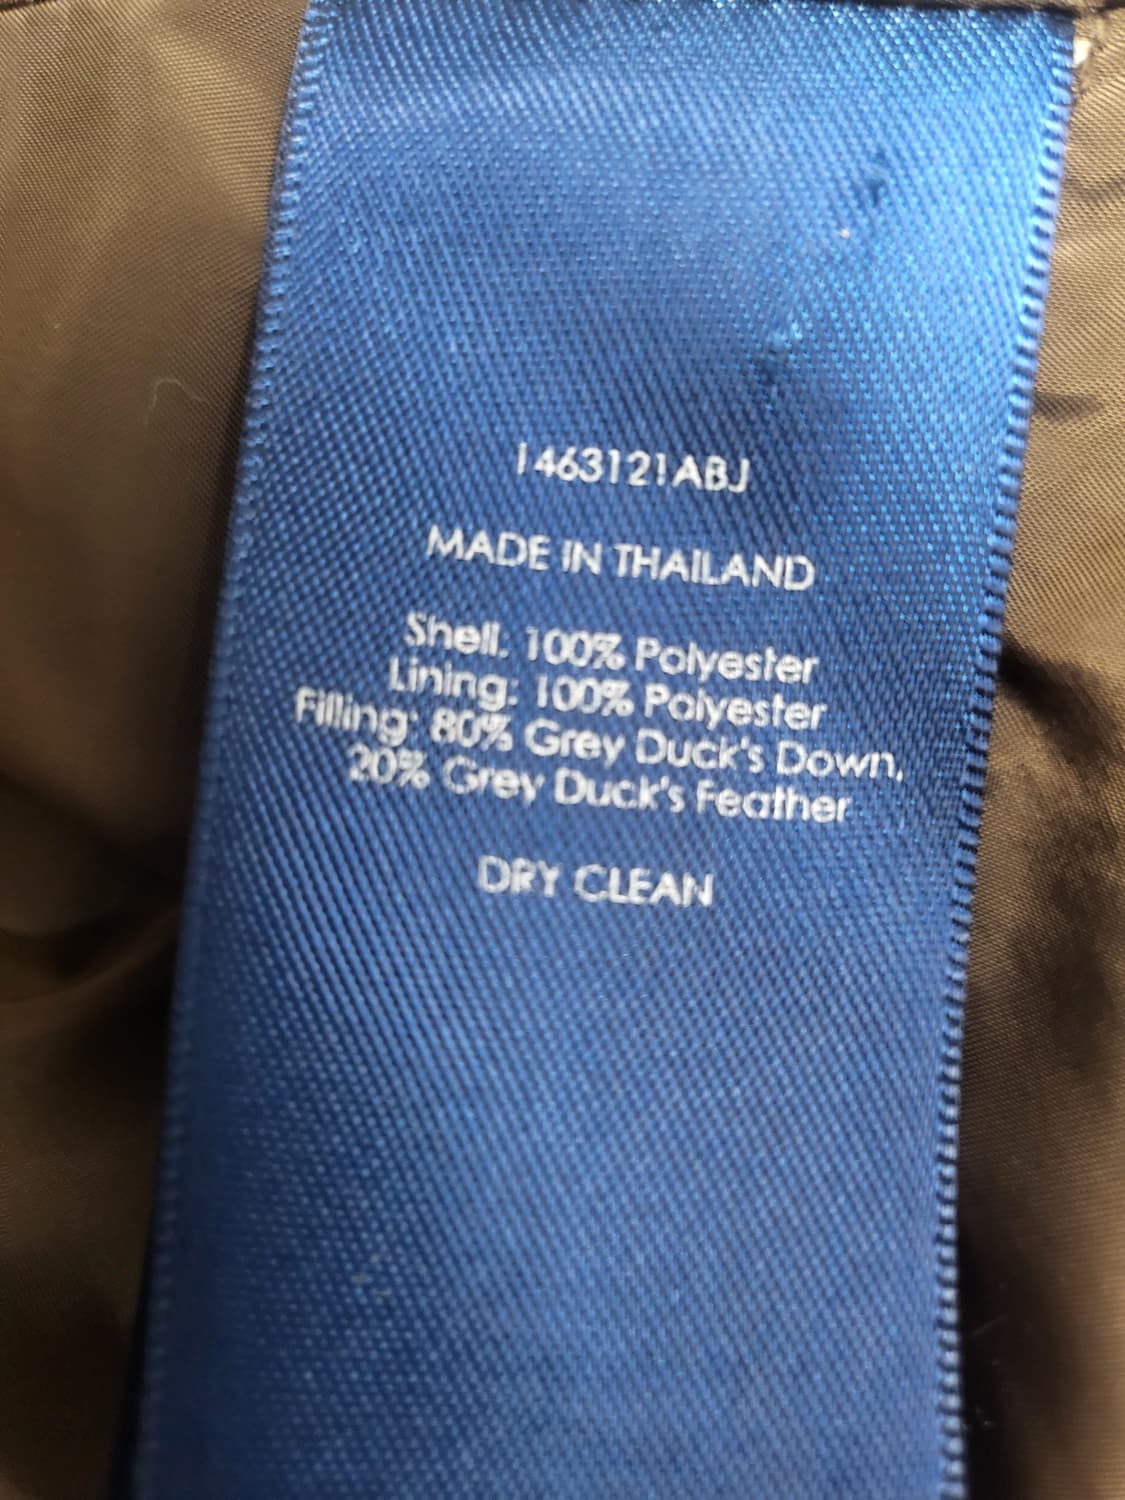 1463121ABJ
MADE IN THAILAND
Shell: 100% Polyester
Lining: 100% Polyester
Filling: 80% Grey Duck's Down,
20% Grey Duck's Feather
DRY CLEAN